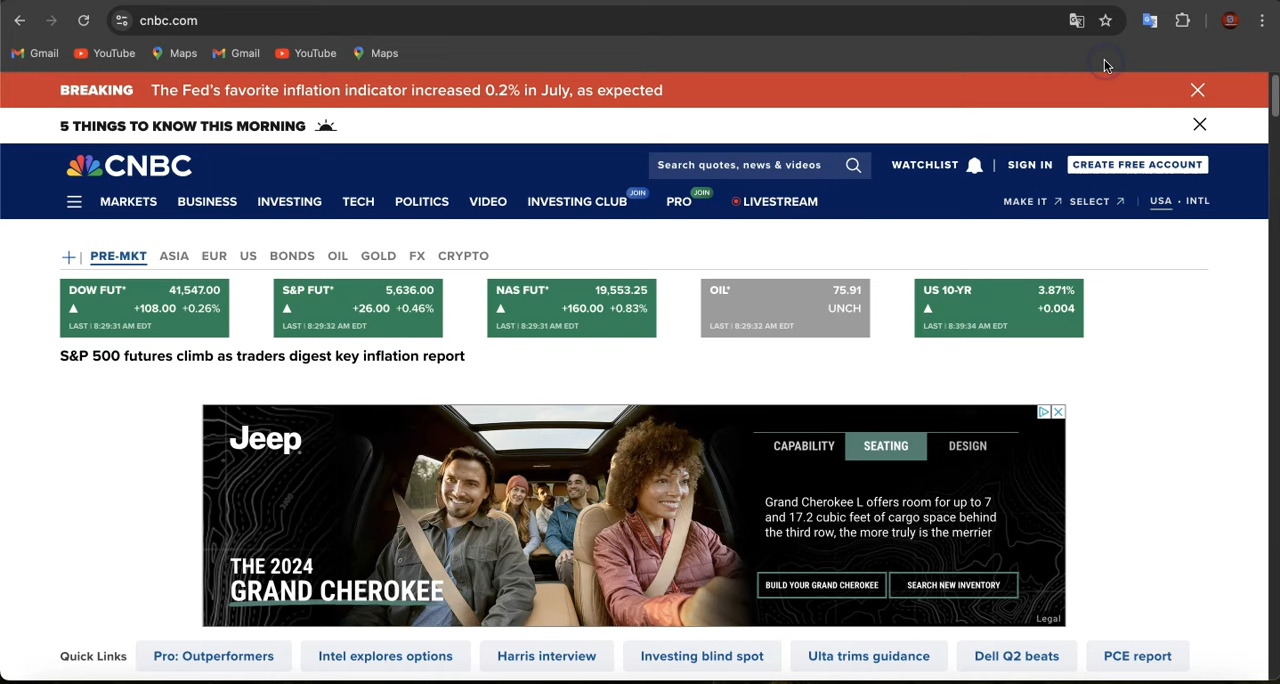 cnbc.com
Gmail YouTube Maps Gmail YouTube Maps
BREAKING The Fed's favorite inflation indicator increased 0.2% in July, as expected
5 THINGS TO KNOW THIS MORNING
CNBC
Search quotes, news & videos
WATCHLIST | SIGN IN CREATE FREE ACCOUNT
MARKETS BUSINESS INVESTING TECH POLITICS VIDEO INVESTING CLUB JOIN PRO JOIN LIVESTREAM
MAKE IT SELECT | USA · INTL
+ | PRE-MKT ASIA EUR US BONDS OIL GOLD FX CRYPTO
DOW FUT* 41,547.00
+108.00 +0.26%
LAST | 8:29:31 AM EDT
S&P FUT* 5,636.00
+26.00 +0.46%
LAST | 8:29:32 AM EDT
NAS FUT* 19,553.25
+160.00 +0.83%
LAST | 8:29:31 AM EDT
OIL* 75.91
UNCH
LAST | 8:29:32 AM EDT
US 10-YR 3.871%
+0.004
LAST | 8:39:34 AM EDT
S&P 500 futures climb as traders digest key inflation report
Jeep
THE 2024
GRAND CHEROKEE
CAPABILITY SEATING DESIGN
Grand Cherokee L offers room for up to 7
and 17.2 cubic feet of cargo space behind
the third row, the more truly is the merrier
BUILD YOUR GRAND CHEROKEE SEARCH NEW INVENTORY
Legal
Quick Links Pro: Outperformers Intel explores options Harris interview Investing blind spot Ulta trims guidance Dell Q2 beats PCE report